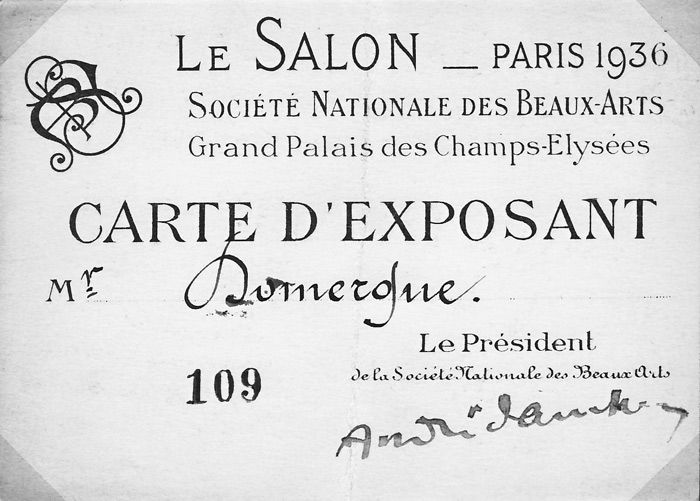 LE SALON — PARIS 1936
SOCIÉTÉ NATIONALE DES BEAUX-ARTS
Grand Palais des Champs-Elysées
CARTE D'EXPOSANT
Mr Domergue.
Le Président
de la Société Nationale des Beaux Arts
109
André